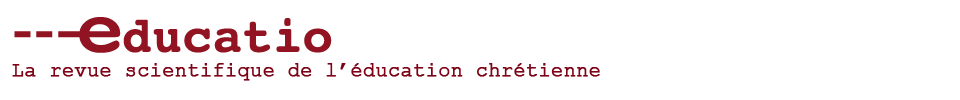 ---educatio
La revue scientifique de l’éducation chrétienne